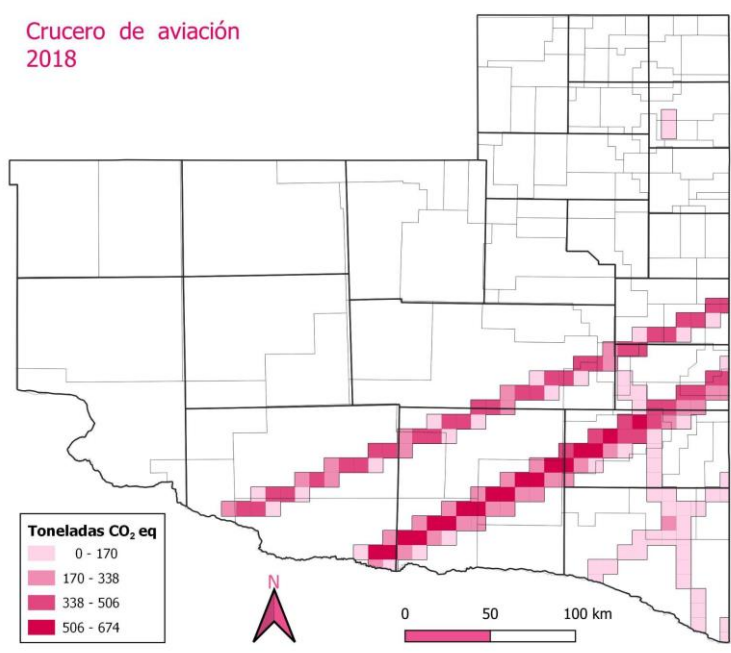 Crucero de aviación
2018
Toneladas CO₂ eq
0 - 170
170 - 338
338 - 506
506 - 674
N
0 50 100 km